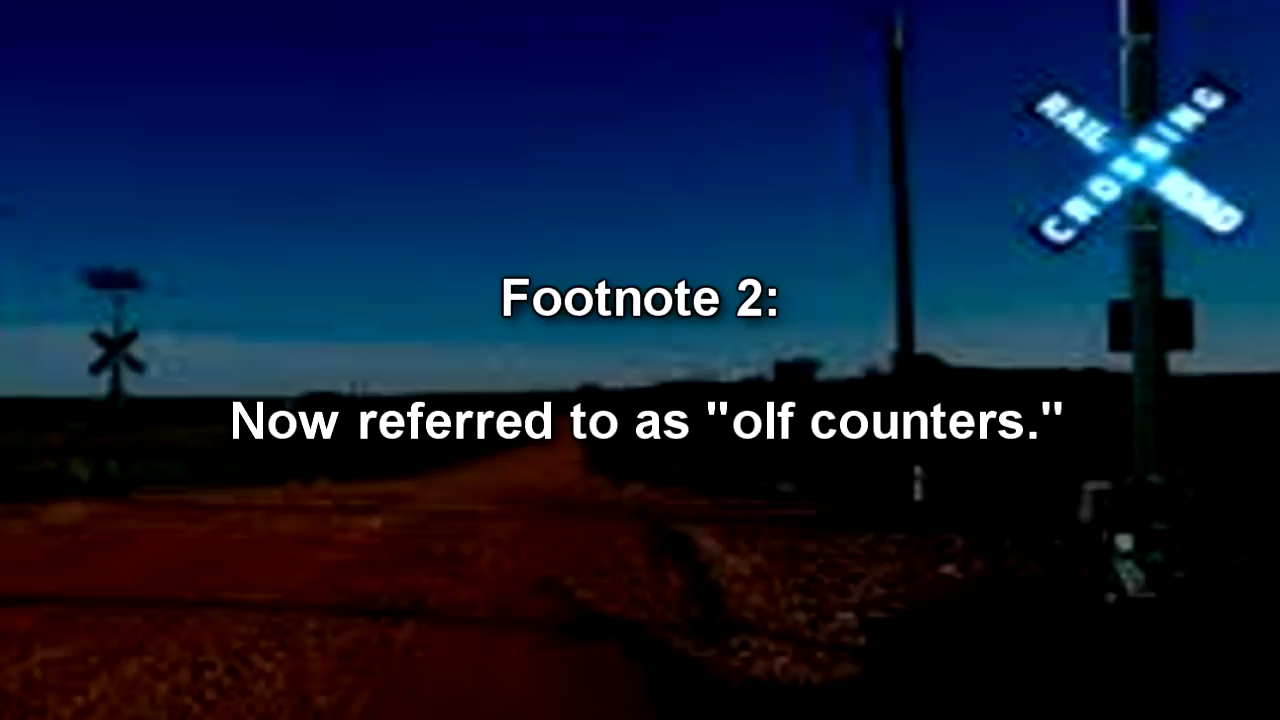 RAIL ROAD
CROSSING
Footnote 2:
Now referred to as "olf counters."